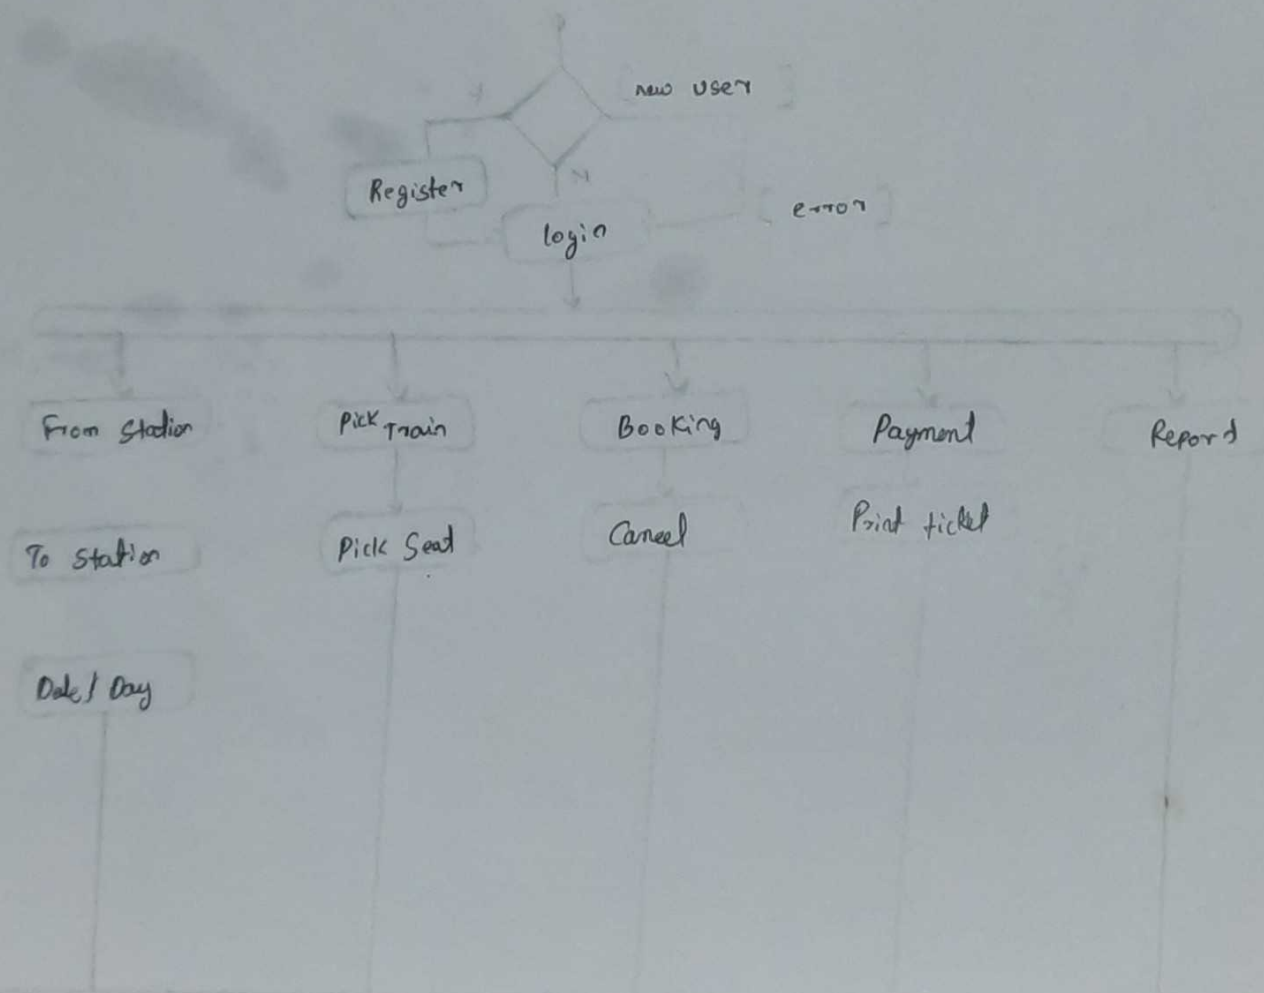 new user
Y
Register
N
error
login
From Station
Pick Train
Booking
Payment
Report
To Station
Pick Seat
Cancel
Print ticket
Date / Day